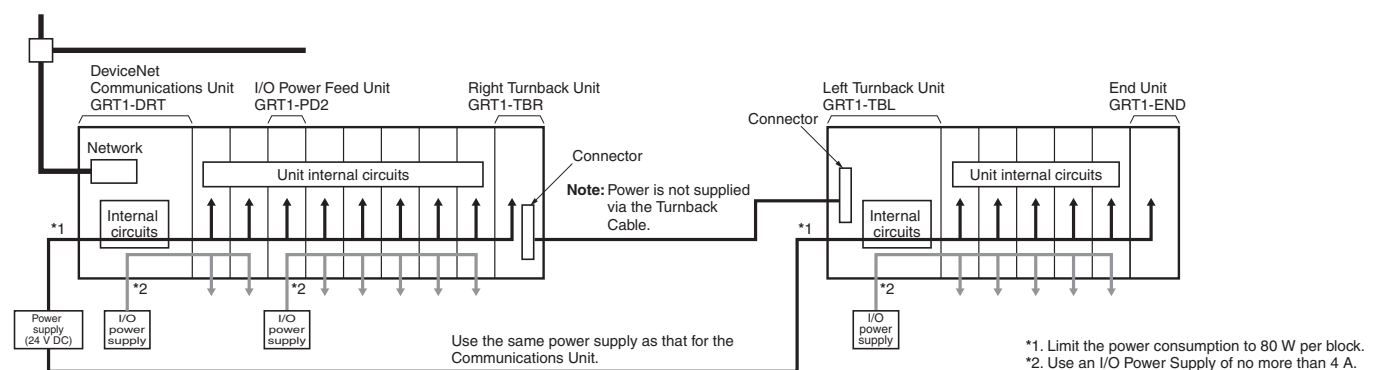 DeviceNet
Communications Unit
GRT1-DRT
I/O Power Feed Unit
GRT1-PD2
Right Turnback Unit
GRT1-TBR
Left Turnback Unit
GRT1-TBL
End Unit
GRT1-END
Connector
Network
Unit internal circuits
Connector
Note: Power is not supplied
via the Turnback
Cable.
Unit internal circuits
Internal
circuits
*1
*1
Internal
circuits
*2
*2
*2
Power
supply
(24 V DC)
I/O
power
supply
I/O
power
supply
Use the same power supply as that for the
Communications Unit.
I/O
power
supply
*1. Limit the power consumption to 80 W per block.
*2. Use an I/O Power Supply of no more than 4 A.